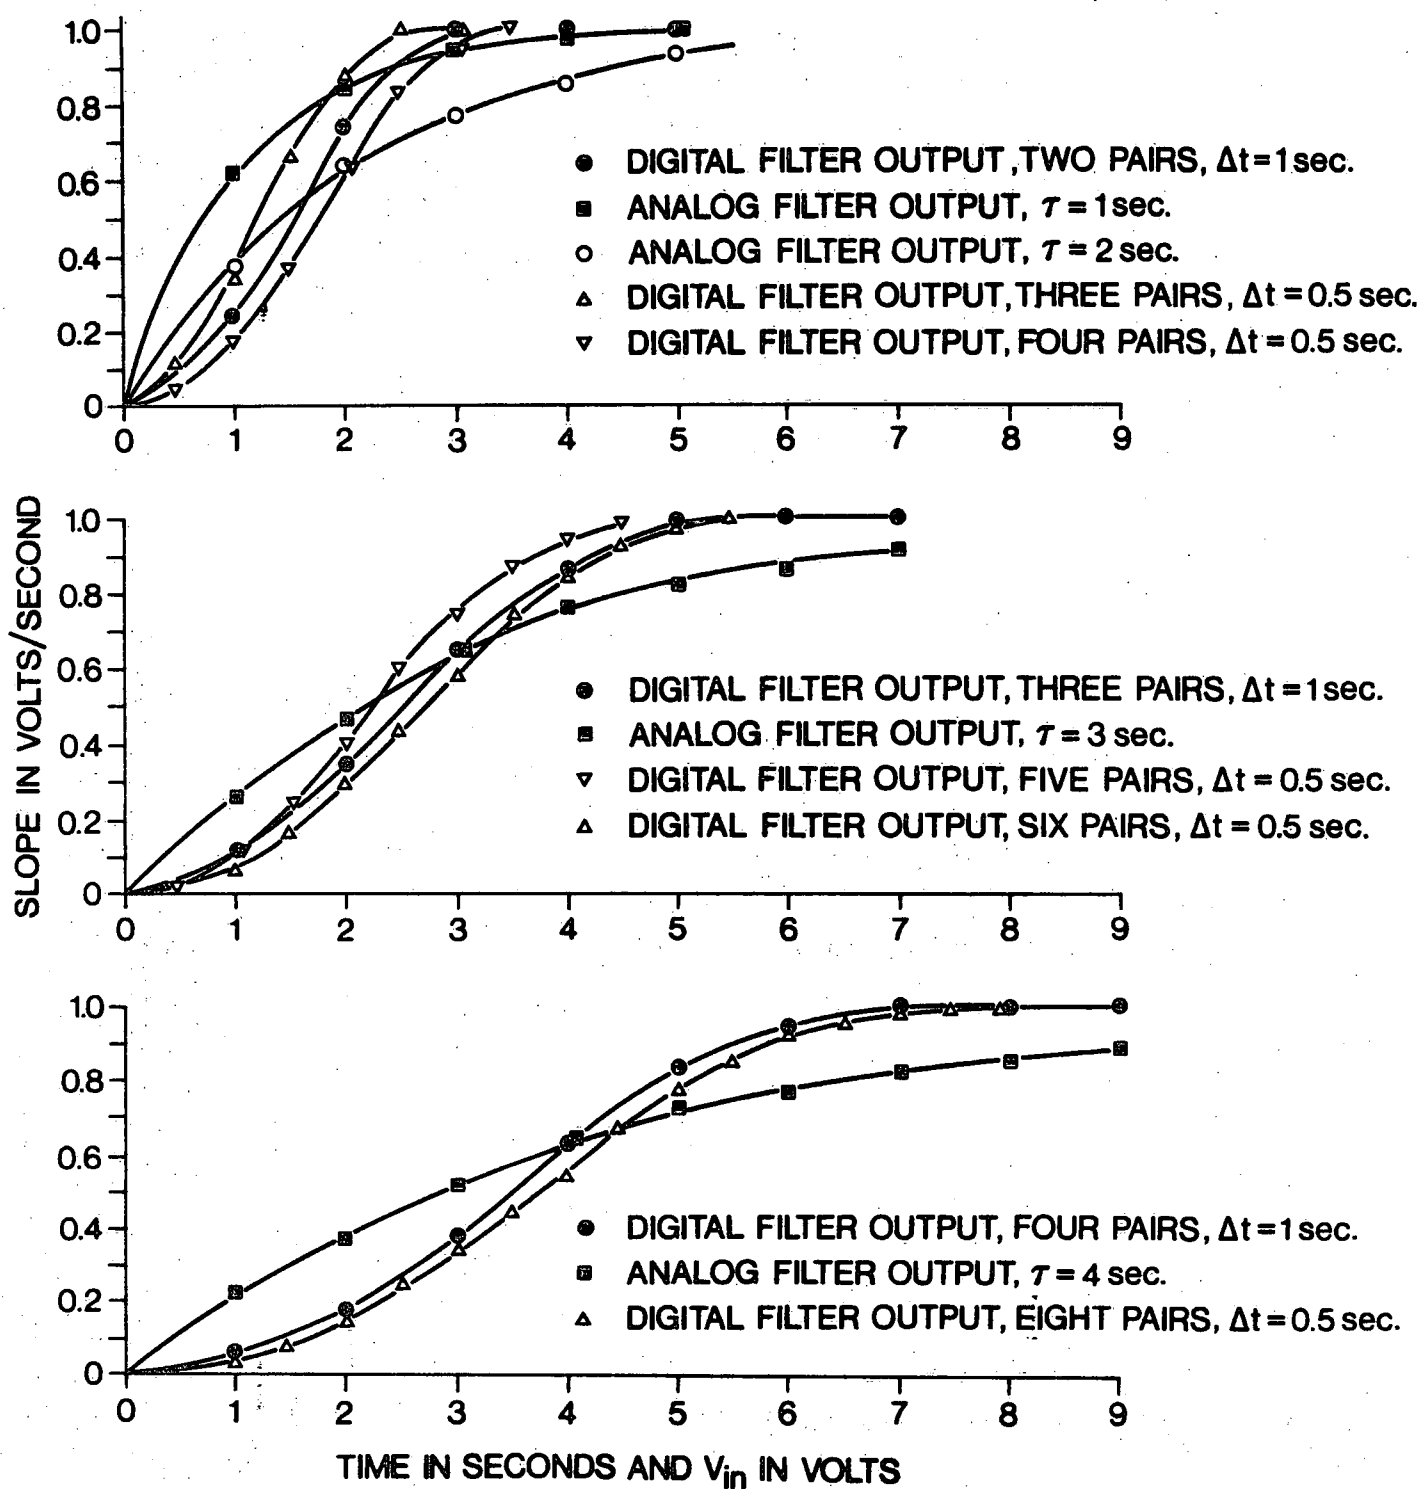 1.0
0.8
0.6
0.4
0.2
0
0 1 2 3 4 5 6 7 8 9
DIGITAL FILTER OUTPUT, TWO PAIRS, Δt = 1 sec.
ANALOG FILTER OUTPUT, τ = 1 sec.
ANALOG FILTER OUTPUT, τ = 2 sec.
DIGITAL FILTER OUTPUT, THREE PAIRS, Δt = 0.5 sec.
DIGITAL FILTER OUTPUT, FOUR PAIRS, Δt = 0.5 sec.
SLOPE IN VOLTS/SECOND
1.0
0.8
0.6
0.4
0.2
0
0 1 2 3 4 5 6 7 8 9
DIGITAL FILTER OUTPUT, THREE PAIRS, Δt = 1 sec.
ANALOG FILTER OUTPUT, τ = 3 sec.
DIGITAL FILTER OUTPUT, FIVE PAIRS, Δt = 0.5 sec.
DIGITAL FILTER OUTPUT, SIX PAIRS, Δt = 0.5 sec.
1.0
0.8
0.6
0.4
0.2
0
0 1 2 3 4 5 6 7 8 9
DIGITAL FILTER OUTPUT, FOUR PAIRS, Δt = 1 sec.
ANALOG FILTER OUTPUT, τ = 4 sec.
DIGITAL FILTER OUTPUT, EIGHT PAIRS, Δt = 0.5 sec.
TIME IN SECONDS AND Vin IN VOLTS